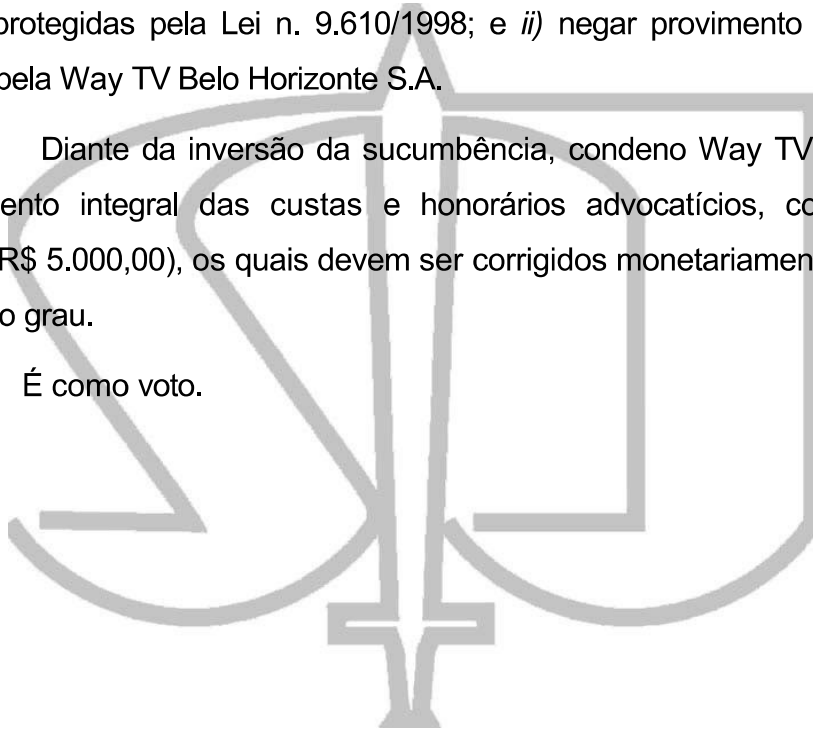 protegidas pela Lei n. 9.610/1998; e ii) negar provimento
pela Way TV Belo Horizonte S.A.
Diante da inversão da sucumbência, condeno Way TV
ento integral das custas e honorários advocatícios, co
R$ 5.000,00), os quais devem ser corrigidos monetariamen
o grau.
É como voto.